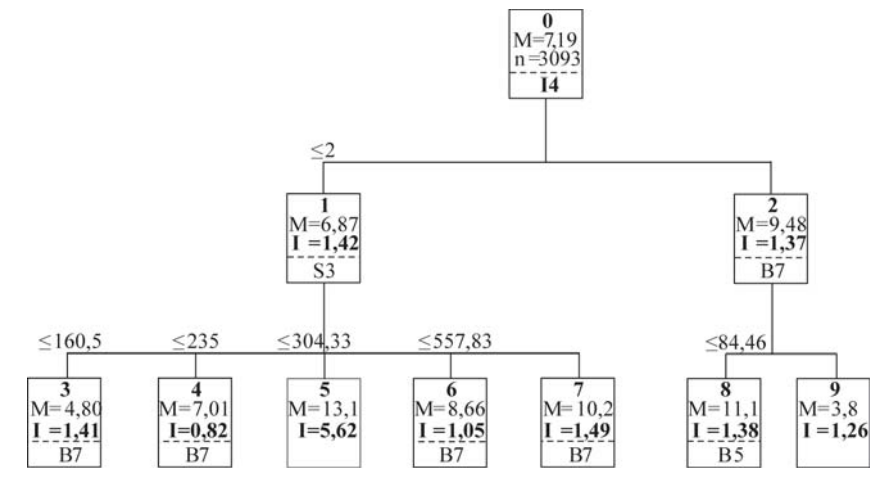 0
M=7,19
n=3093
I4
≤2
1
M=6,87
I =1,42
S3
2
M=9,48
I =1,37
B7
≤160,5
≤235
≤304,33
≤557,83
≤84,46
3
M=4,80
I =1,41
B7
4
M=7,01
I=0,82
B7
5
M=13,1
I=5,62
6
M=8,66
I =1,05
B7
7
M=10,2
I =1,49
B7
8
M=11,1
I =1,38
B5
9
M=3,8
I =1,26